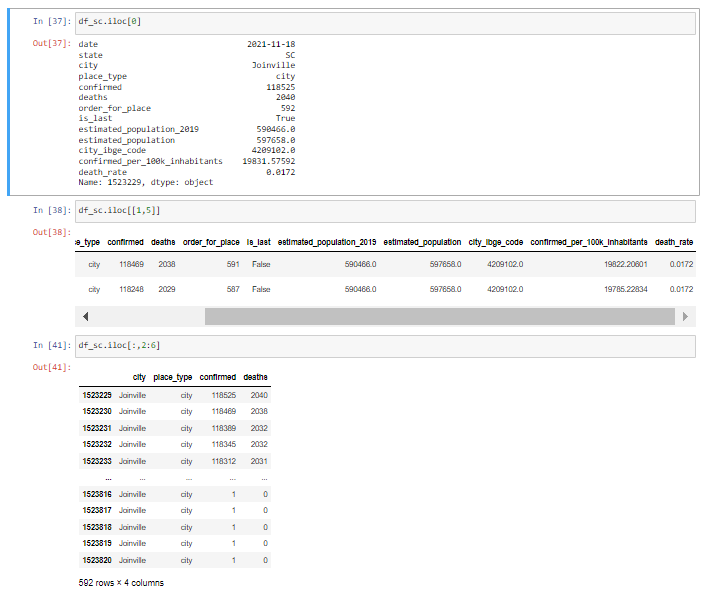 In [37]: df_sc.iloc[0]
Out[37]: date 2021-11-18
state SC
city Joinville
place_type city
confirmed 118525
deaths 2040
order_for_place 592
is_last True
estimated_population_2019 590466.0
estimated_population 597658.0
city_ibge_code 4209102.0
confirmed_per_100k_inhabitants 19831.57592
death_rate 0.0172
Name: 1523229, dtype: object
In [38]: df_sc.iloc[[1,5]]
Out[38]:
e_type confirmed deaths order_for_place is_last estimated_population_2019 estimated_population city_ibge_code confirmed_per_100k_inhabitants death_rate
city 118469 2038 591 False 590466.0 597658.0 4209102.0 19822.20601 0.0172
city 118248 2029 587 False 590466.0 597658.0 4209102.0 19785.22834 0.0172
In [41]: df_sc.iloc[:,2:6]
Out[41]:
city place_type confirmed deaths
1523229 Joinville city 118525 2040
1523230 Joinville city 118469 2038
1523231 Joinville city 118389 2032
1523232 Joinville city 118345 2032
1523233 Joinville city 118312 2031
... ... ... ... ...
1523816 Joinville city 1 0
1523817 Joinville city 1 0
1523818 Joinville city 1 0
1523819 Joinville city 1 0
1523820 Joinville city 1 0
592 rows × 4 columns